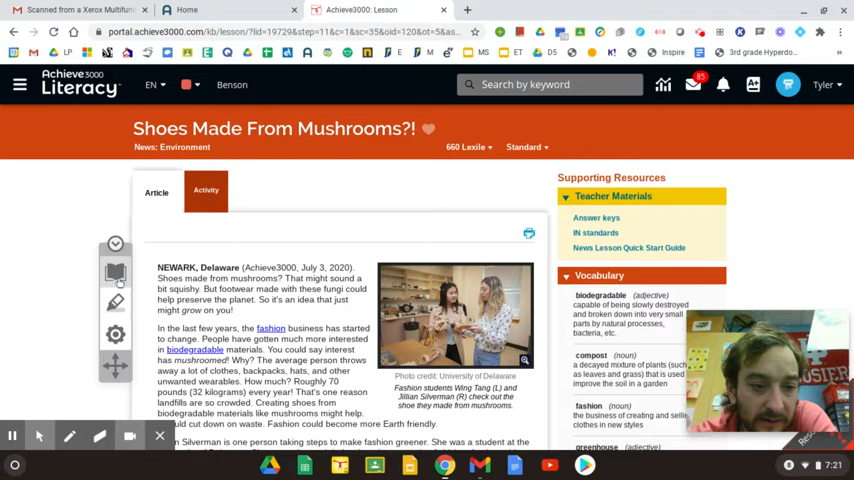 Scanned from a Xerox Multifun
Home
Achieve3000: Lesson
portal.achieve3000.com/kb/lesson/?lid=19729&step=11&c=1&sc=35&oid=120&ot=5&as
LP
E
M
MS
ET
D5
Inspire
3rd grade Hyperdo
Achieve3000
Literacy
EN
Benson
Search by keyword
85
Tyler
Shoes Made From Mushrooms?!
News: Environment
660 Lexile
Standard
Article
Activity
Supporting Resources
Teacher Materials
Answer keys
IN standards
News Lesson Quick Start Guide
NEWARK, Delaware (Achieve3000, July 3, 2020).
Shoes made from mushrooms? That might sound a
bit squishy. But footwear made with these fungi could
help preserve the planet. So it's an idea that just
might grow on you!
In the last few years, the fashion business has started
to change. People have gotten much more interested
in biodegradable materials. You could say interest
has mushroomed! Why? The average person throws
away a lot of clothes, backpacks, hats, and other
unwanted wearables. How much? Roughly 70
pounds (32 kilograms) every year! That's one reason
landfills are so crowded. Creating shoes from
biodegradable materials like mushrooms might help.
could cut down on waste. Fashion could become more Earth friendly.
n Silverman is one person taking steps to make fashion greener. She was a student at the
Photo credit: University of Delaware
Fashion students Wing Tang (L) and
Jillian Silverman (R) check out the
shoe they made from mushrooms.
Vocabulary
biodegradable (adjective)
capable of being slowly destroyed
and broken down into very small
parts by natural processes,
bacteria, etc.
compost (noun)
a decayed mixture of plants (such
as leaves and grass) that is used
improve the soil in a garden
fashion (noun)
the business of creating and sellin
clothes in new styles
greenhouse (adjective)
7:21